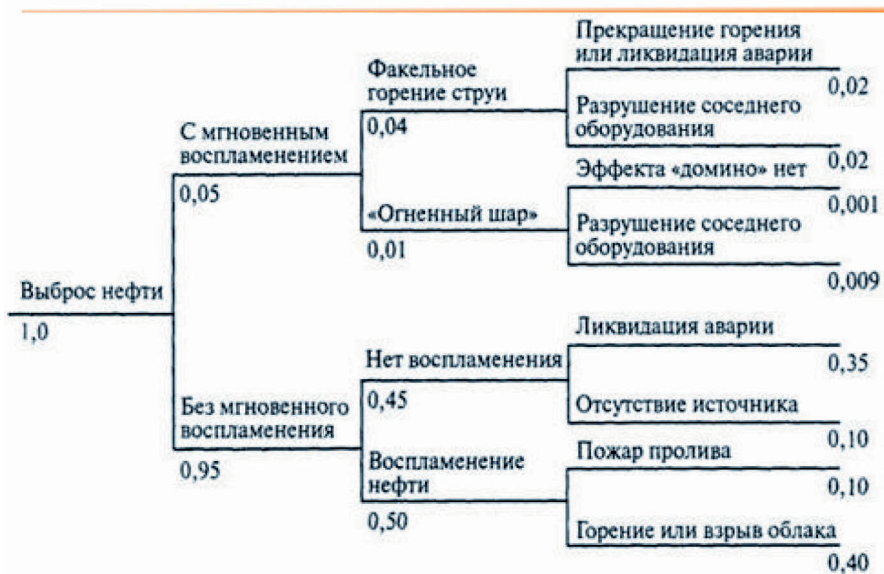 Прекращение горения
или ликвидация аварии
0,02
Факельное
горение струи
0,04
Разрушение соседнего
оборудования
0,02
С мгновенным
воспламенением
0,05
Эффекта «домино» нет
0,001
«Огненный шар»
0,01
Разрушение соседнего
оборудования
0,009
Выброс нефти
1,0
Ликвидация аварии
0,35
Нет воспламенения
0,45
Отсутствие источника
0,10
Без мгновенного
воспламенения
0,95
Пожар пролива
0,10
Воспламенение
нефти
0,50
Горение или взрыв облака
0,40